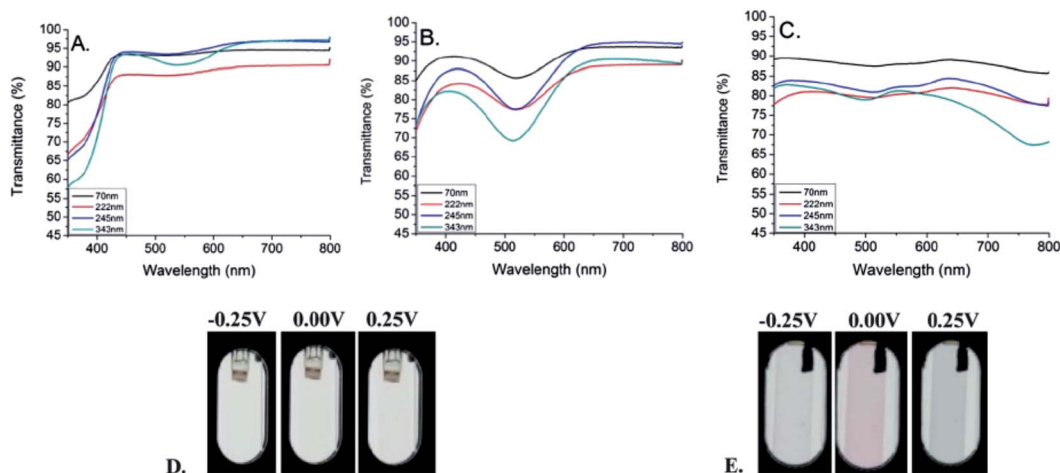 A.
Transmittance (%)
100
95
90
85
80
75
70
65
60
55
50
45
70nm
222nm
245nm
343nm
400 500 600 700 800
Wavelength (nm)
B.
Transmittance (%)
100
95
90
85
80
75
70
65
60
55
50
45
70nm
222nm
245nm
343nm
400 500 600 700 800
Wavelength (nm)
C.
Transmittance (%)
100
95
90
85
80
75
70
65
60
55
50
45
70nm
222nm
245nm
343nm
400 500 600 700 800
Wavelength (nm)
-0.25V 0.00V 0.25V
D.
-0.25V 0.00V 0.25V
E.